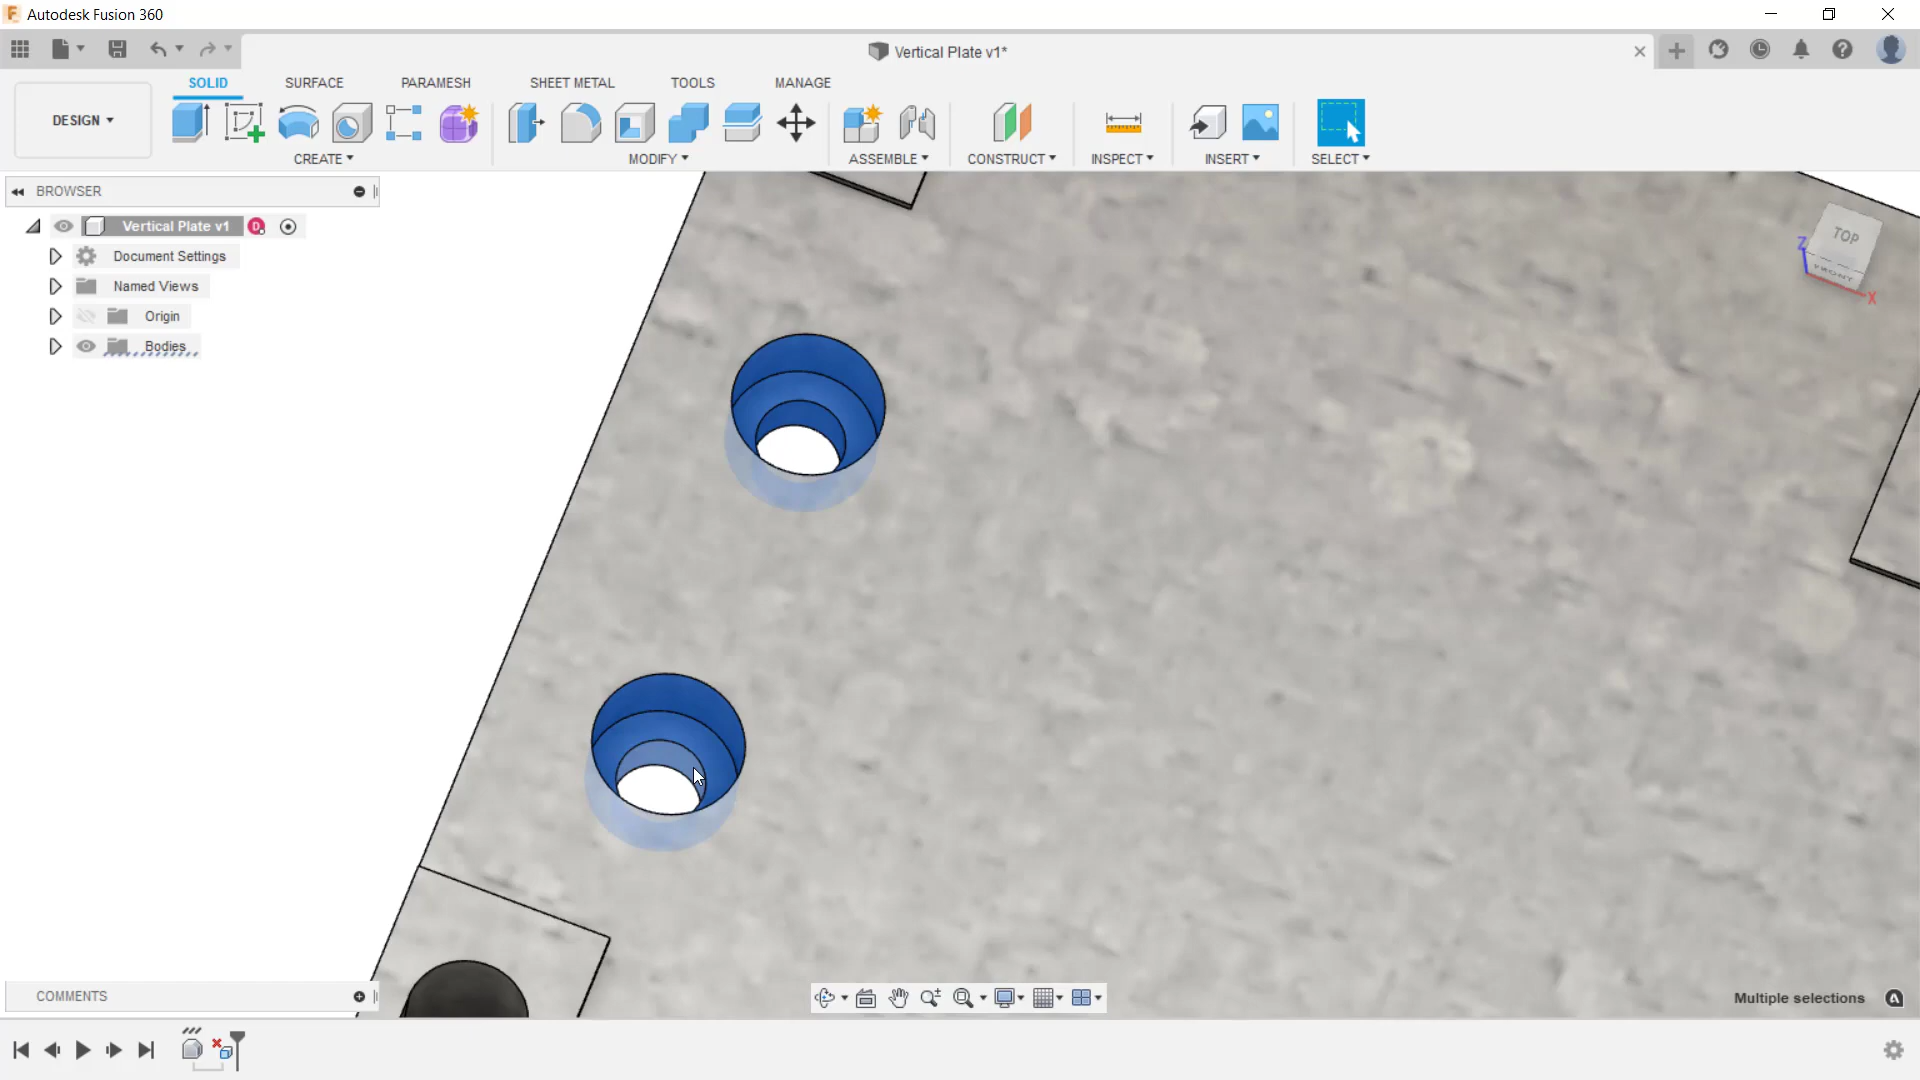 Autodesk Fusion 360
Vertical Plate v1*
SOLID SURFACE PARAMESH SHEET METAL TOOLS MANAGE
DESIGN
CREATE MODIFY ASSEMBLE CONSTRUCT INSPECT INSERT SELECT
BROWSER
Vertical Plate v1
Document Settings
Named Views
Origin
Bodies
TOP
FRONT
Z
X
COMMENTS
Multiple selections